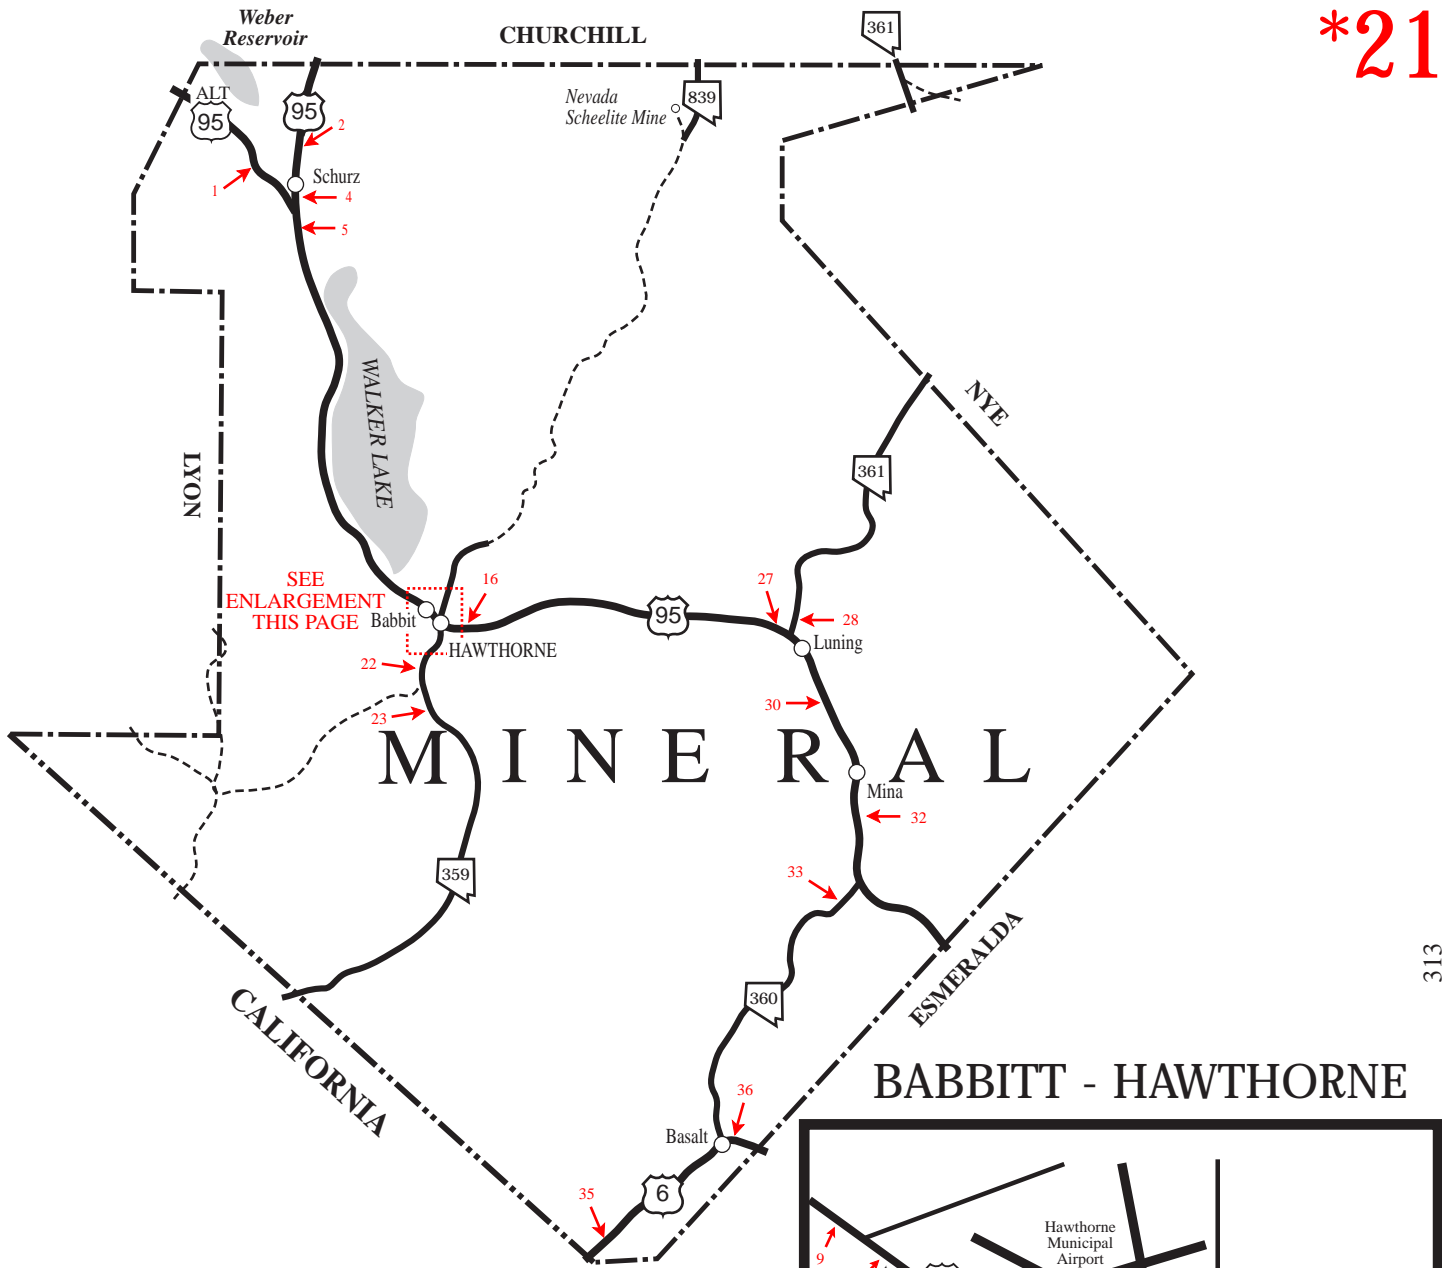 *21
Weber
Reservoir
CHURCHILL
361
ALT
95
95
Nevada
Scheelite Mine
839
2
1
Schurz
4
5
WALKER LAKE
LYON
NYE
361
SEE
ENLARGEMENT
THIS PAGE
Babbit
16
HAWTHORNE
95
27
28
Luning
22
23
30
MINERAL
Mina
32
359
33
CALIFORNIA
360
ESMERALDA
313
BABBITT - HAWTHORNE
36
Basalt
6
35
Hawthorne
Municipal
Airport
9